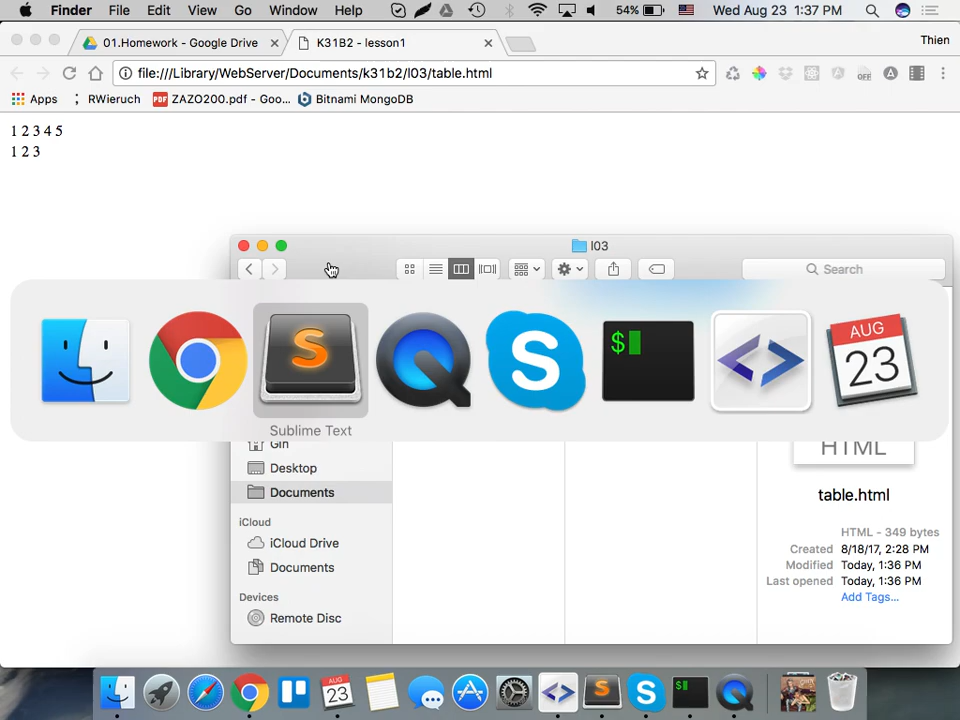 Finder File Edit View Go Window Help 54% Wed Aug 23 1:37 PM
01.Homework - Google Drive K31B2 - lesson1 Thien
file:///Library/WebServer/Documents/k31b2/l03/table.html OFF
Apps RWieruch PDF ZAZO200.pdf - Goo... Bitnami MongoDB
1 2 3 4 5
1 2 3
l03
Search
S $ AUG 23
Sublime Text
Desktop
HTML
Documents
table.html
iCloud
HTML - 349 bytes
iCloud Drive
Created 8/18/17, 2:28 PM
Documents
Modified Today, 1:36 PM
Last opened Today, 1:36 PM
Devices
Add Tags...
Remote Disc
AUG 23 S S $